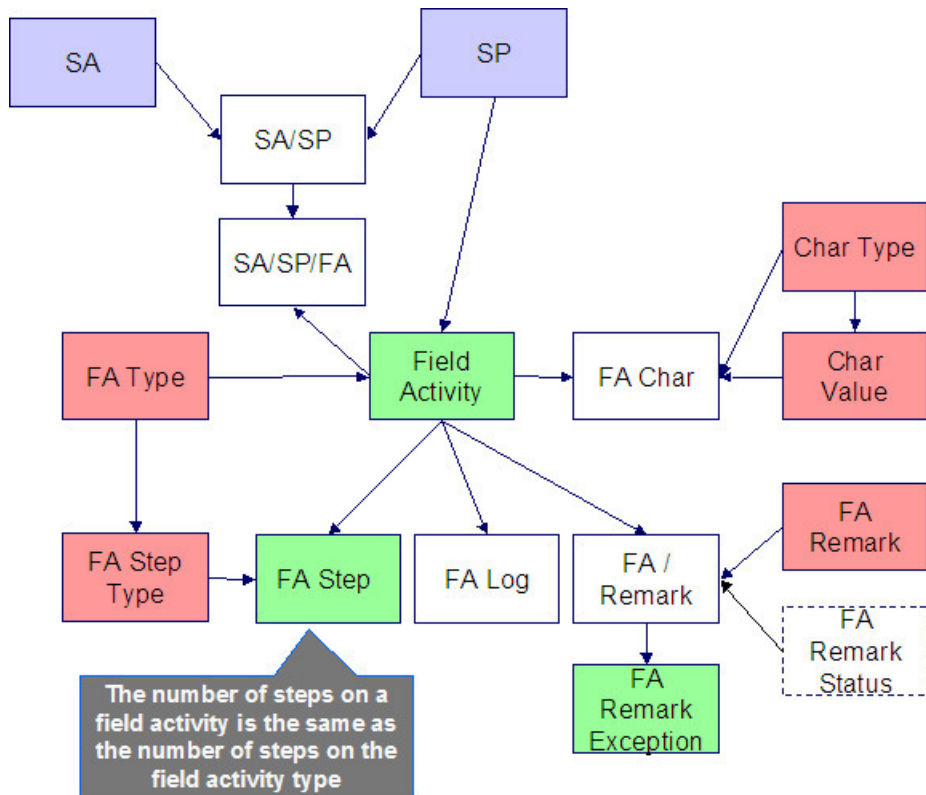 SA
SP
SA/SP
SA/SP/FA
Char Type
FA Type
Field
Activity
FA Char
Char
Value
FA Step
Type
FA Step
FA Log
FA /
Remark
FA
Remark
FA
Remark
Status
FA
Remark
Exception
The number of steps on a
field activity is the same as
the number of steps on the
field activity type